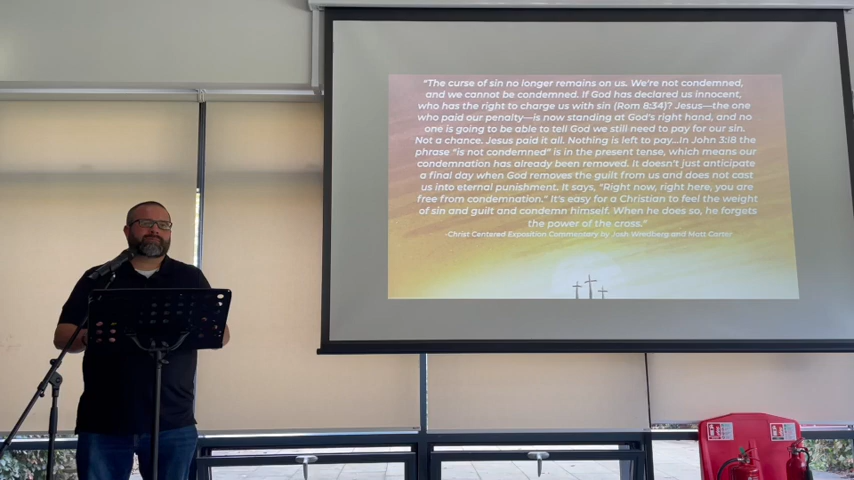 "The curse of sin no longer remains on us. We're not condemned,
and we cannot be condemned. If God has declared us innocent,
who has the right to charge us with sin (Rom 8:34)? Jesus—the one
who paid our penalty—is now standing at God's right hand, and no
one is going to be able to tell God we still need to pay for our sin.
Not a chance. Jesus paid it all. Nothing is left to pay...In John 3:18 the
phrase "is not condemned" is in the present tense, which means our
condemnation has already been removed. It doesn't just anticipate
a final day when God removes the guilt from us and does not cast
us into eternal punishment. It says, "Right now, right here, you are
free from condemnation." It's easy for a Christian to feel the weight
of sin and guilt and condemn himself. When he does so, he forgets
the power of the cross."
-Christ Centered Exposition Commentary by Josh Wredberg and Matt Carter